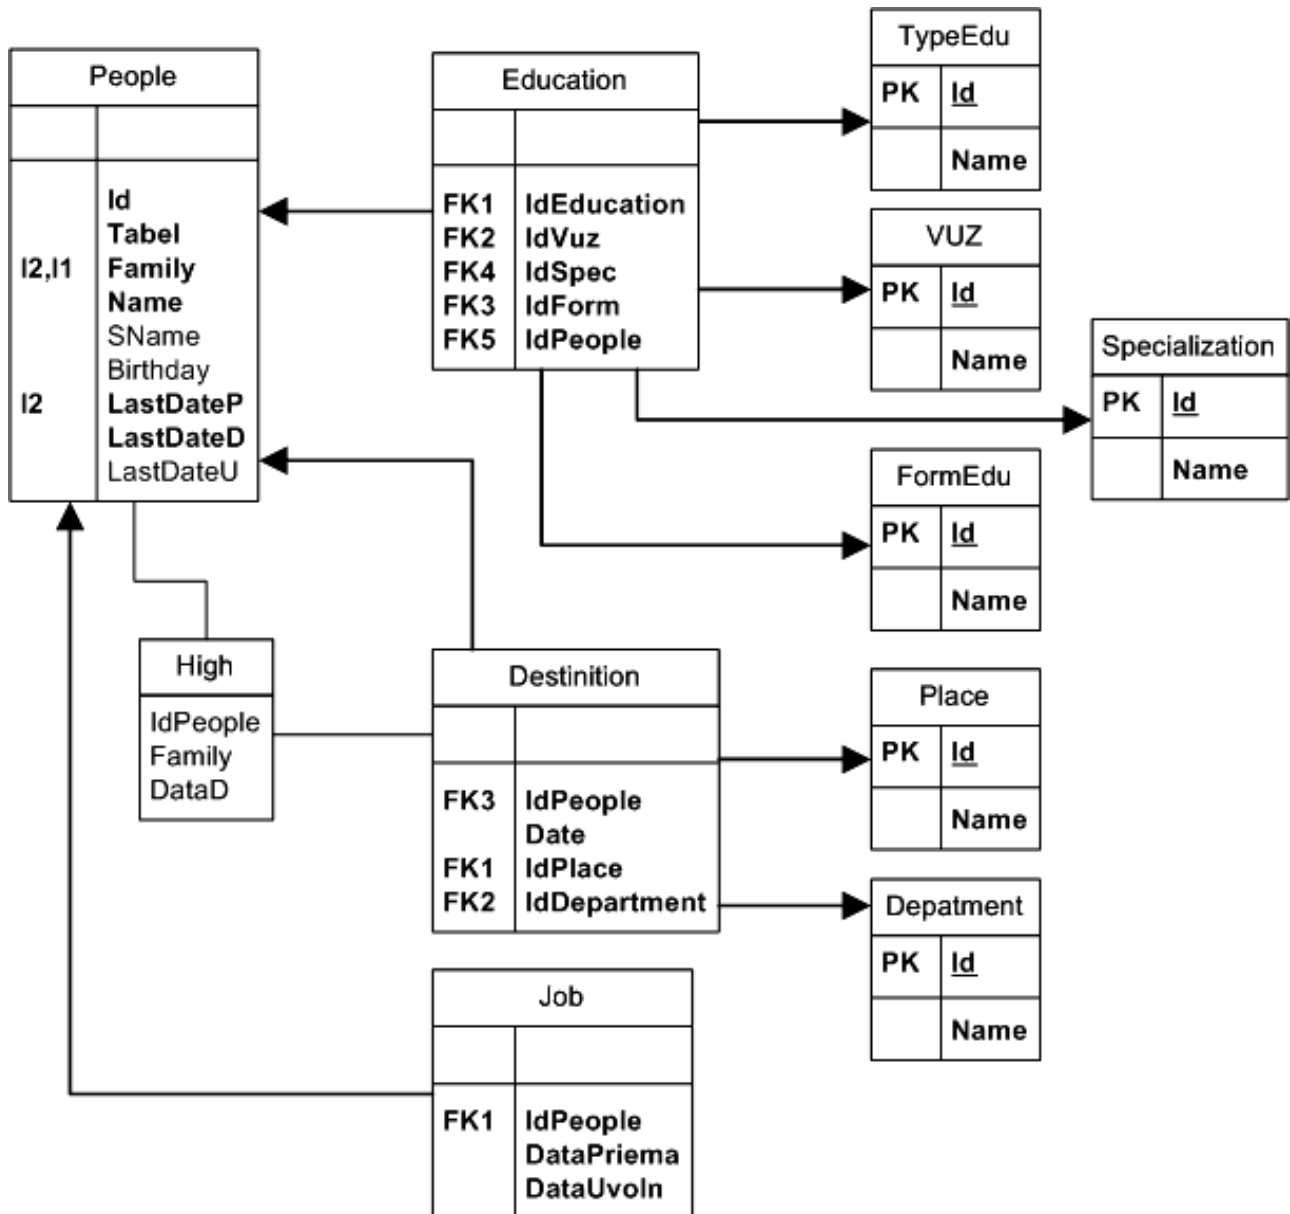 People
Id
Tabel
I2,I1 Family
Name
SName
Birthday
I2 LastDateP
LastDateD
LastDateU
Education
FK1 IdEducation
FK2 IdVuz
FK4 IdSpec
FK3 IdForm
FK5 IdPeople
TypeEdu
PK Id
Name
VUZ
PK Id
Name
Specialization
PK Id
Name
FormEdu
PK Id
Name
High
IdPeople
Family
DataD
Destinition
FK3 IdPeople
Date
FK1 IdPlace
FK2 IdDepartment
Place
PK Id
Name
Depatment
PK Id
Name
Job
FK1 IdPeople
DataPriema
DataUvoln